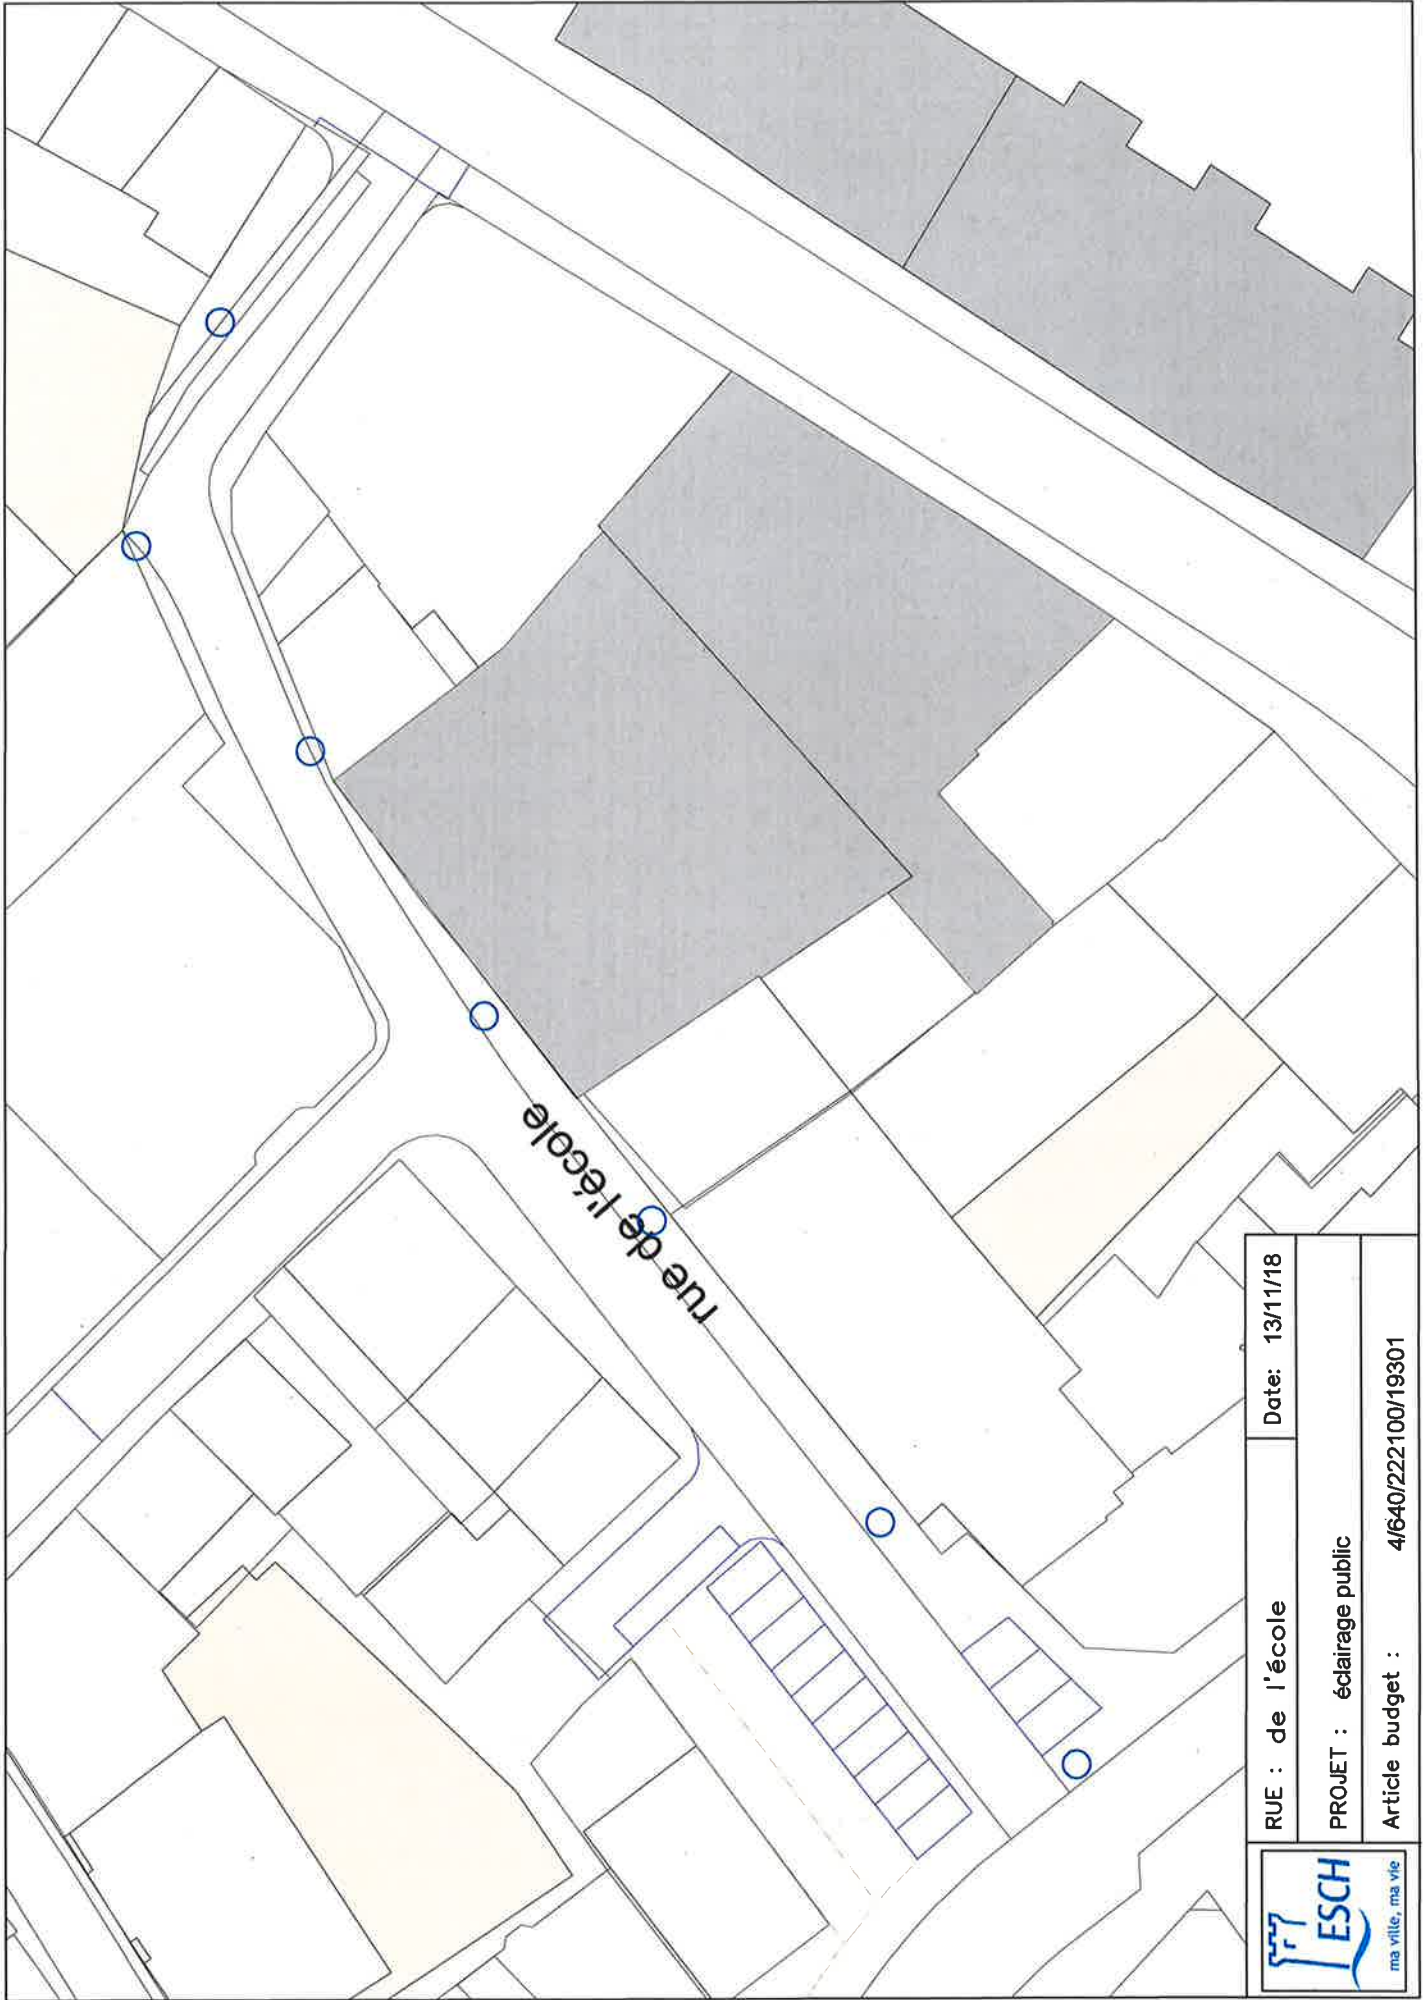 rue de l'école
RUE : de l'école
Date: 13/11/18
PROJET : éclairage public
Article budget : 4/640/222100/19301
ESCH
ma ville, ma vie